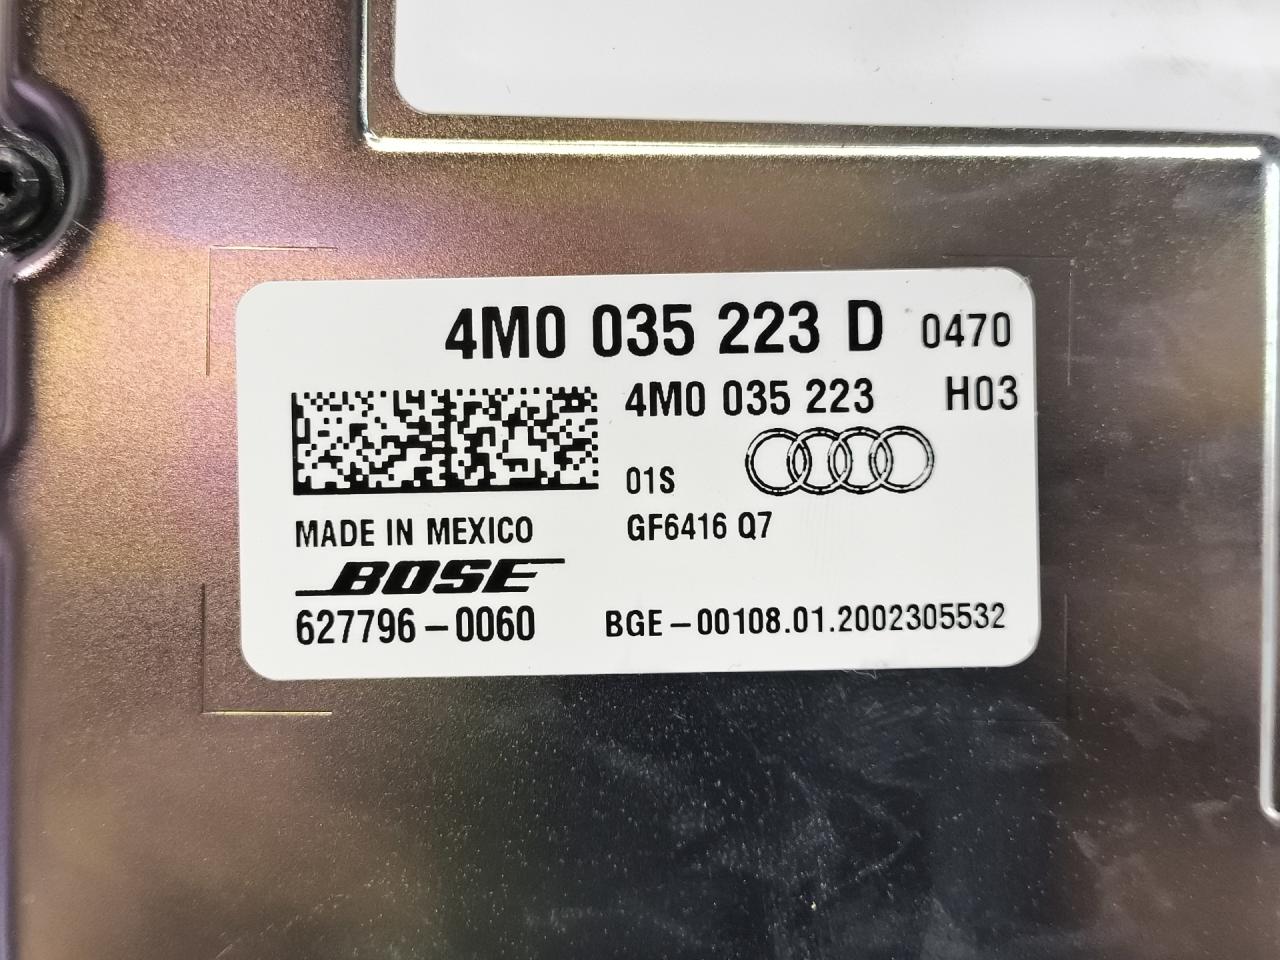 4M0 035 223 D 0470
4M0 035 223 H03
01S
MADE IN MEXICO GF6416 Q7
BOSE
627796-0060 BGE-00108.01.2002305532